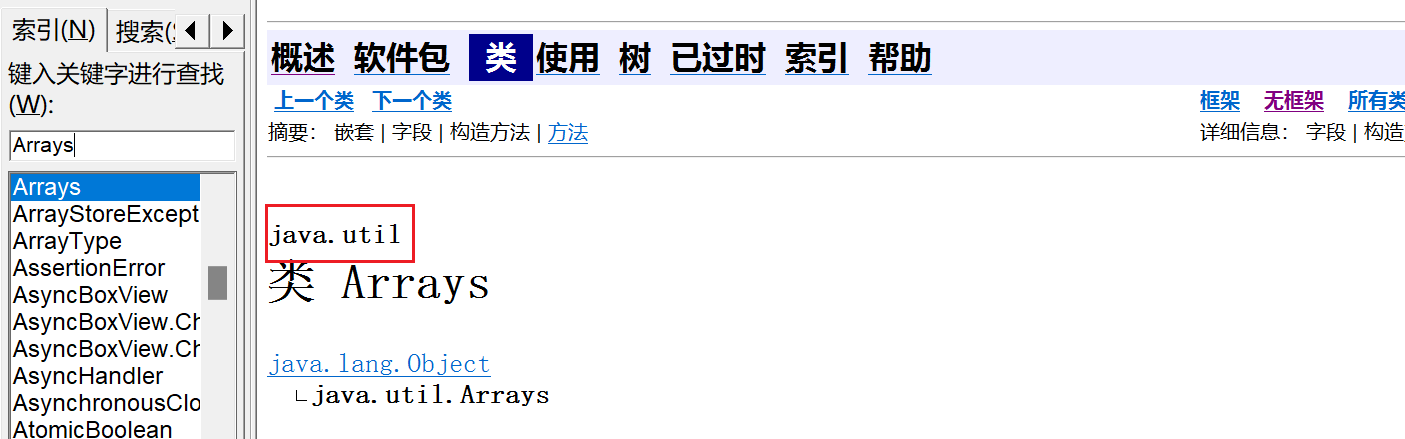 索引(N) 搜索(S
键入关键字进行查找
(W):
Arrays
Arrays
ArrayStoreExcept
ArrayType
AssertionError
AsyncBoxView
AsyncBoxView.Ch
AsyncBoxView.Ch
AsyncHandler
AsynchronousClo
AtomicBoolean
概述 软件包 类 使用 树 已过时 索引 帮助
上一个类 下一个类 框架 无框架 所有类
摘要： 嵌套 | 字段 | 构造方法 | 方法 详细信息： 字段 | 构造
java.util
类 Arrays
java.lang.Object
java.util.Arrays